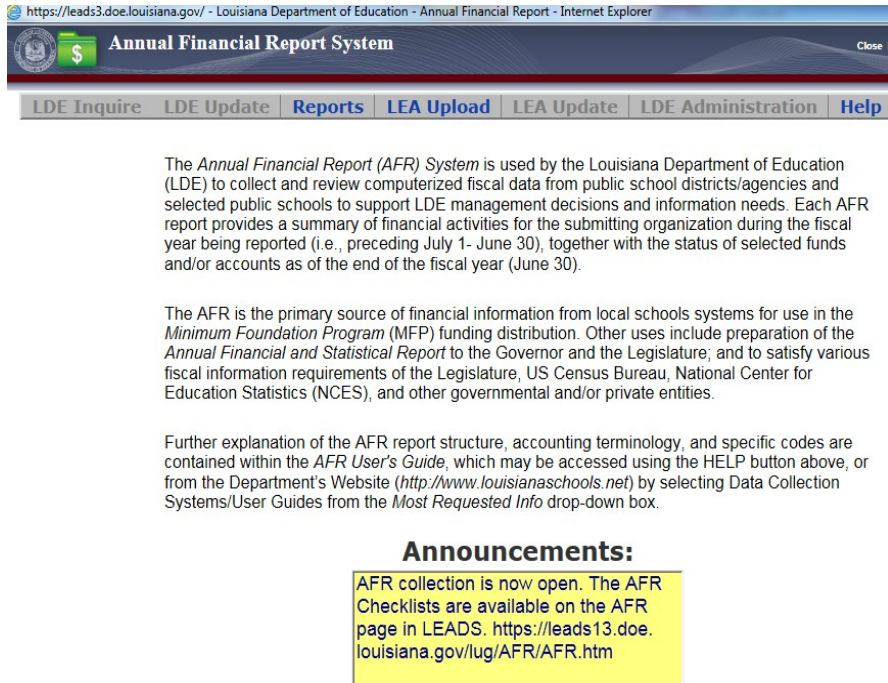 https://leads3.doe.louisiana.gov/ - Louisiana Department of Education - Annual Financial Report - Internet Explorer
$ Annual Financial Report System Close
LDE Inquire LDE Update Reports LEA Upload LEA Update LDE Administration Help
The Annual Financial Report (AFR) System is used by the Louisiana Department of Education
(LDE) to collect and review computerized fiscal data from public school districts/agencies and
selected public schools to support LDE management decisions and information needs. Each AFR
report provides a summary of financial activities for the submitting organization during the fiscal
year being reported (i.e., preceding July 1- June 30), together with the status of selected funds
and/or accounts as of the end of the fiscal year (June 30).
The AFR is the primary source of financial information from local schools systems for use in the
Minimum Foundation Program (MFP) funding distribution. Other uses include preparation of the
Annual Financial and Statistical Report to the Governor and the Legislature; and to satisfy various
fiscal information requirements of the Legislature, US Census Bureau, National Center for
Education Statistics (NCES), and other governmental and/or private entities.
Further explanation of the AFR report structure, accounting terminology, and specific codes are
contained within the AFR User's Guide, which may be accessed using the HELP button above, or
from the Department's Website (http://www.louisianaschools.net) by selecting Data Collection
Systems/User Guides from the Most Requested Info drop-down box.
Announcements:
AFR collection is now open. The AFR
Checklists are available on the AFR
page in LEADS. https://leads13.doe.
louisiana.gov/lug/AFR/AFR.htm